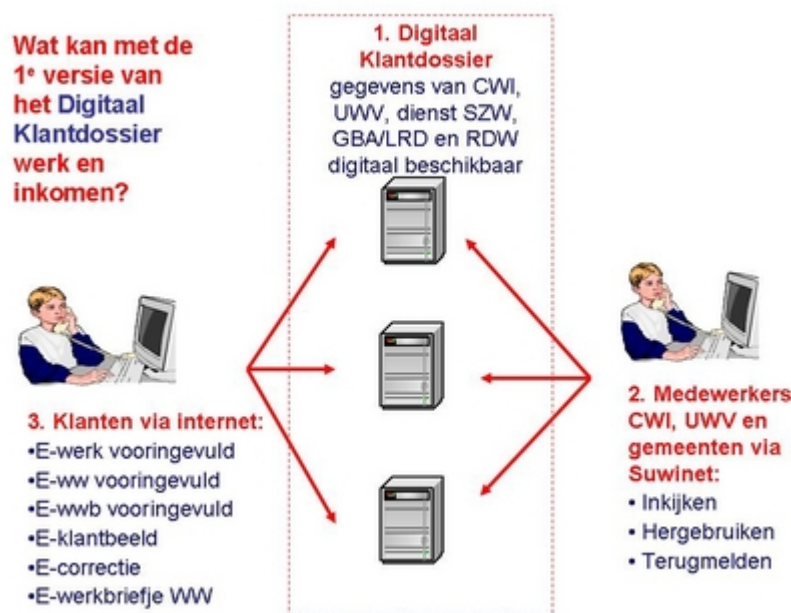 Wat kan met de
1e versie van
het Digitaal
Klantdossier
werk en
inkomen?
1. Digitaal
Klantdossier
gegevens van CWI,
UWV, dienst SZW,
GBA/LRD en RDW
digitaal beschikbaar
3. Klanten via internet:
•E-werk vooringevuld
•E-ww vooringevuld
•E-wwb vooringevuld
•E-klantbeeld
•E-correctie
•E-werkbriefje WW
2. Medewerkers
CWI, UWV en
gemeenten via
Suwinet:
• Inkijken
• Hergebruiken
• Terugmelden